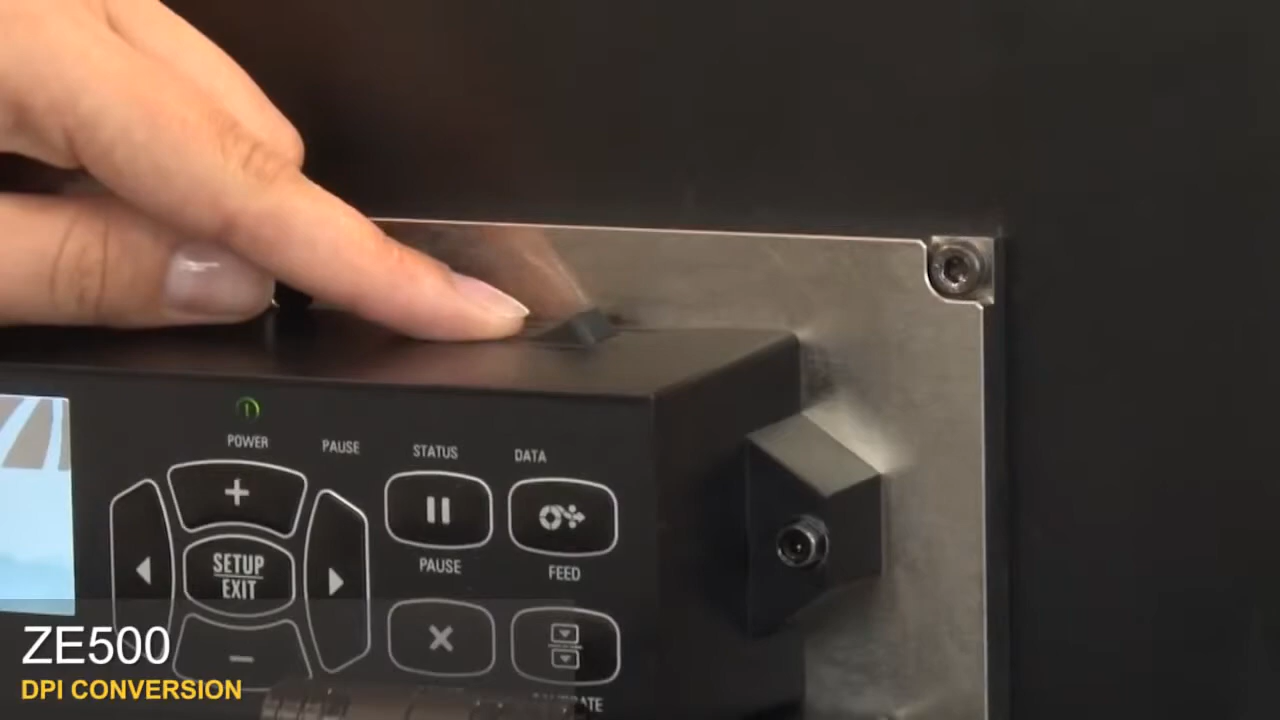 POWER
PAUSE
STATUS
DATA
SETUP
EXIT
PAUSE
FEED
ZE500
DPI CONVERSION